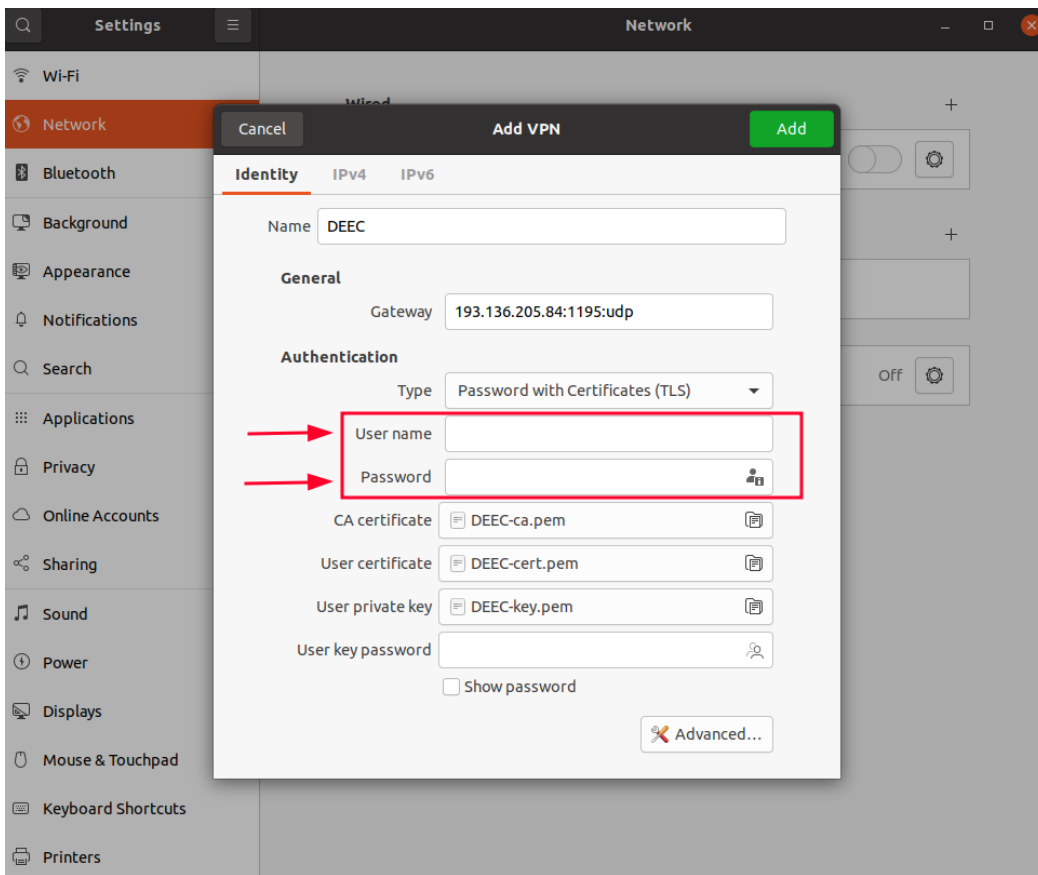 Settings
Network
Wi-Fi
Network
Bluetooth
Background
Appearance
Notifications
Search
Applications
Privacy
Online Accounts
Sharing
Sound
Power
Displays
Mouse & Touchpad
Keyboard Shortcuts
Printers
Wired
Off
Cancel
Add VPN
Add
Identity IPv4 IPv6
Name DEEC
General
Gateway 193.136.205.84:1195:udp
Authentication
Type Password with Certificates (TLS)
User name
Password
CA certificate DEEC-ca.pem
User certificate DEEC-cert.pem
User private key DEEC-key.pem
User key password
Show password
Advanced...